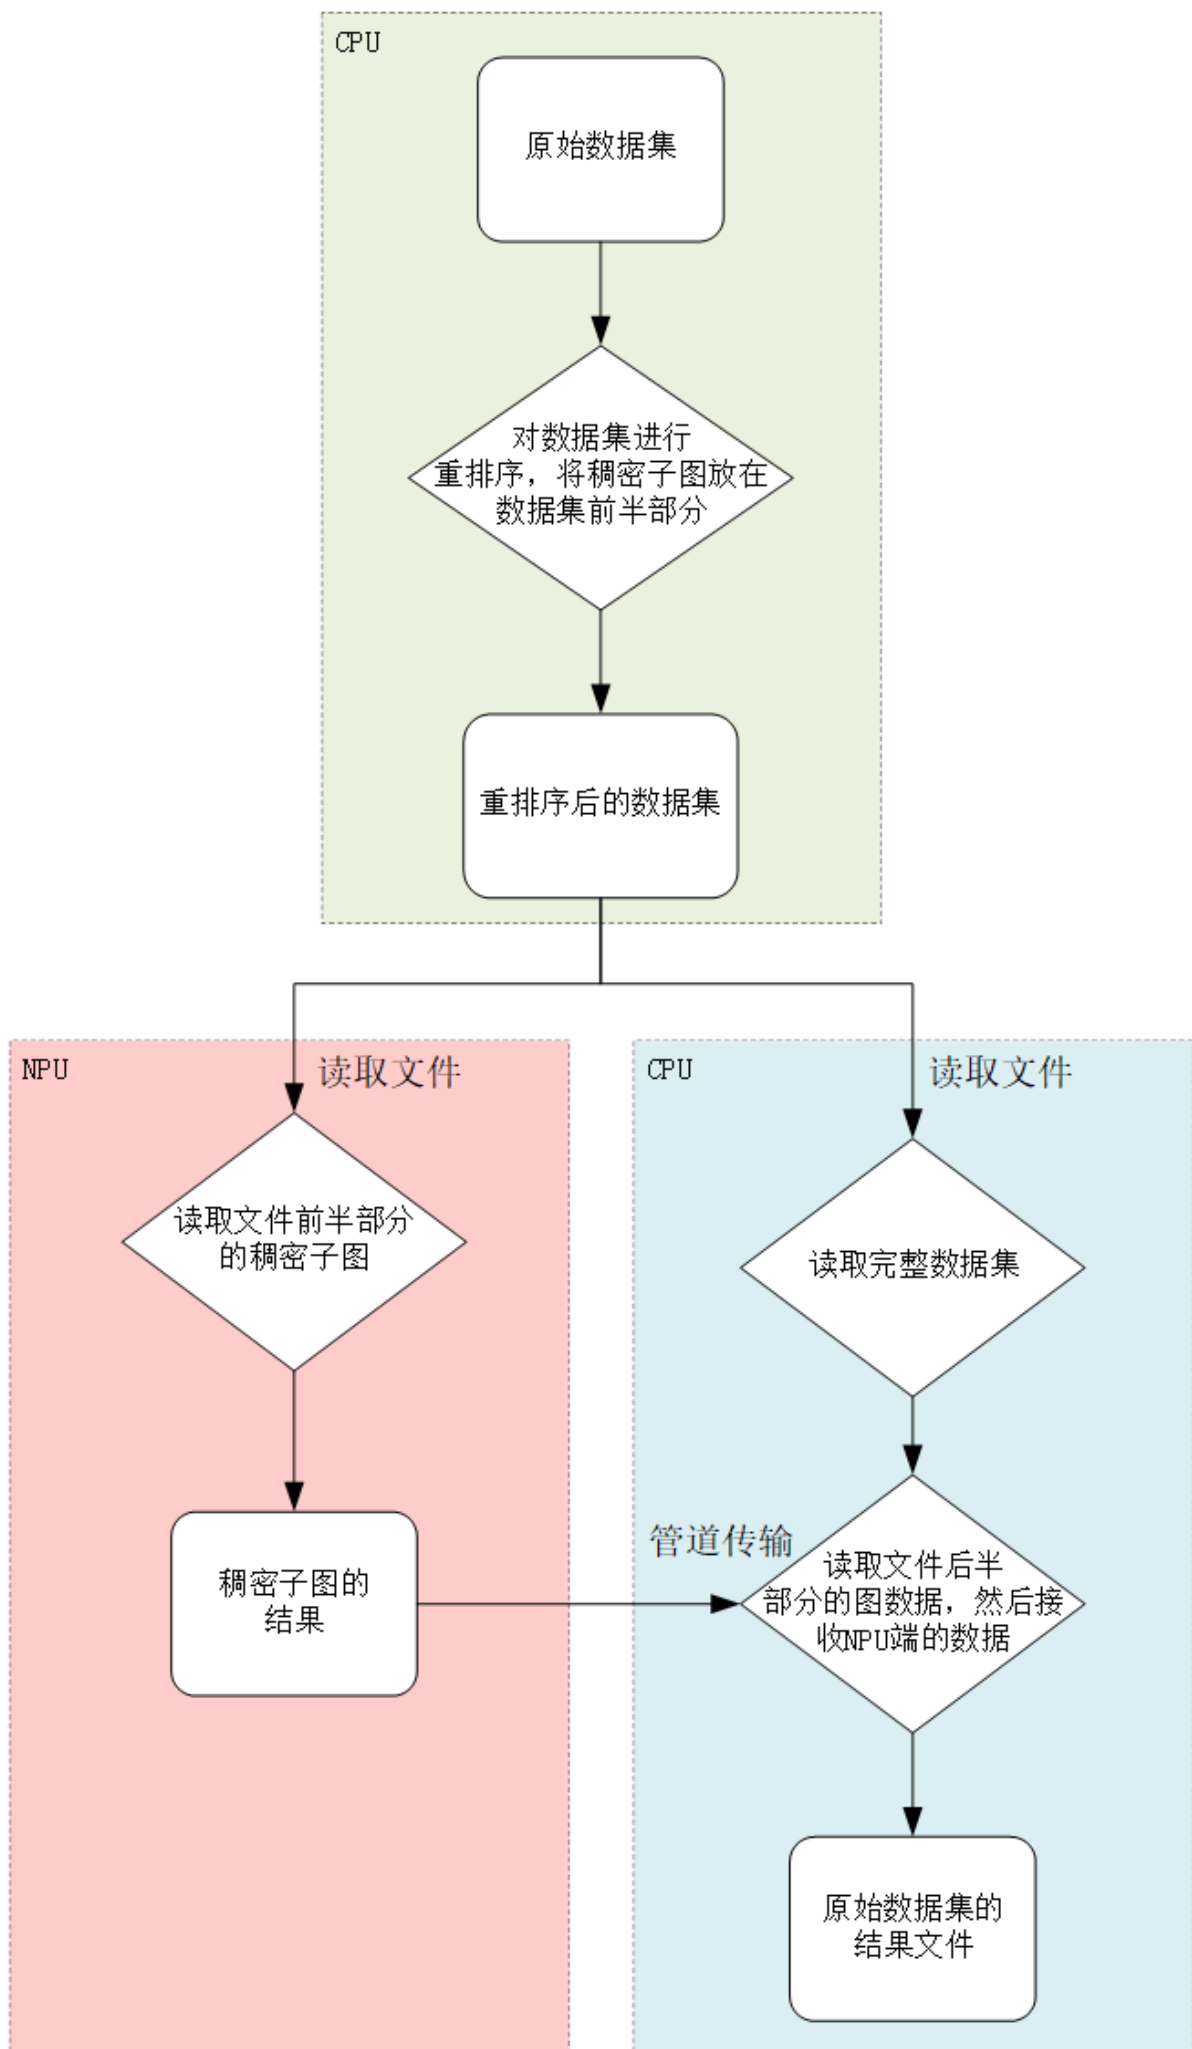 CPU
原始数据集
对数据集进行
重排序，将稠密子图放在
数据集前半部分
重排序后的数据集
NPU
读取文件
读取文件前半部分
的稠密子图
稠密子图的
结果
CPU
读取文件
读取完整数据集
管道传输
读取文件后半
部分的图数据，然后接
收NPU端的数据
原始数据集的
结果文件